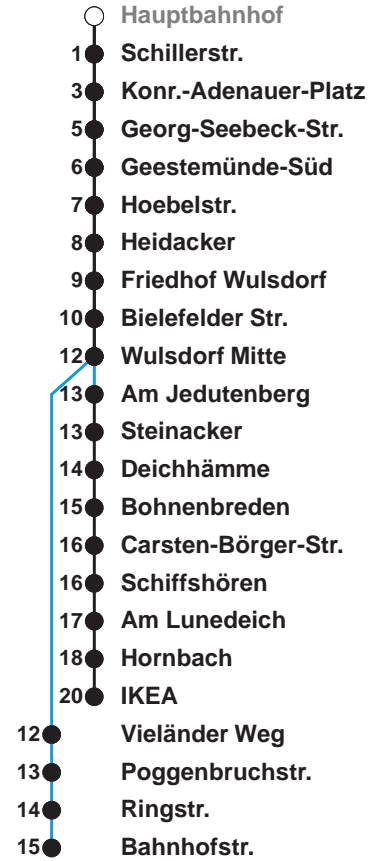 Hauptbahnhof
1 Schillerstr.
3 Konr.-Adenauer-Platz
5 Georg-Seebeck-Str.
6 Geestemünde-Süd
7 Hoebelstr.
8 Heidacker
9 Friedhof Wulsdorf
10 Bielefelder Str.
12 Wulsdorf Mitte
13 Am Jedutenberg
13 Steinacker
14 Deichhämme
15 Bohnenbreden
16 Carsten-Börger-Str.
16 Schiffshören
17 Am Lunedeich
18 Hornbach
20 IKEA
12 Vieländer Weg
13 Poggenbruchstr.
14 Ringstr.
15 Bahnhofstr.